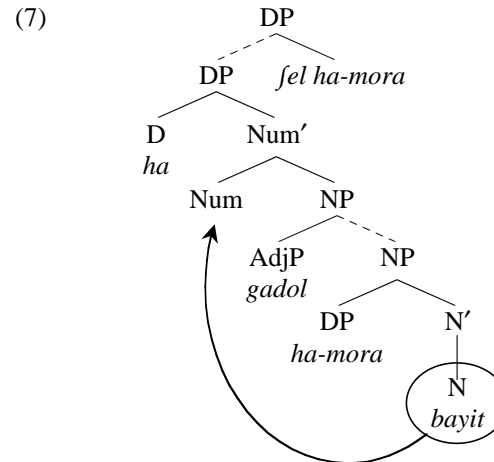 (7)
DP
DP ʃel ha-mora
D Num′
ha
Num NP
AdjP NP
gadol
DP N′
ha-mora
N
bayit